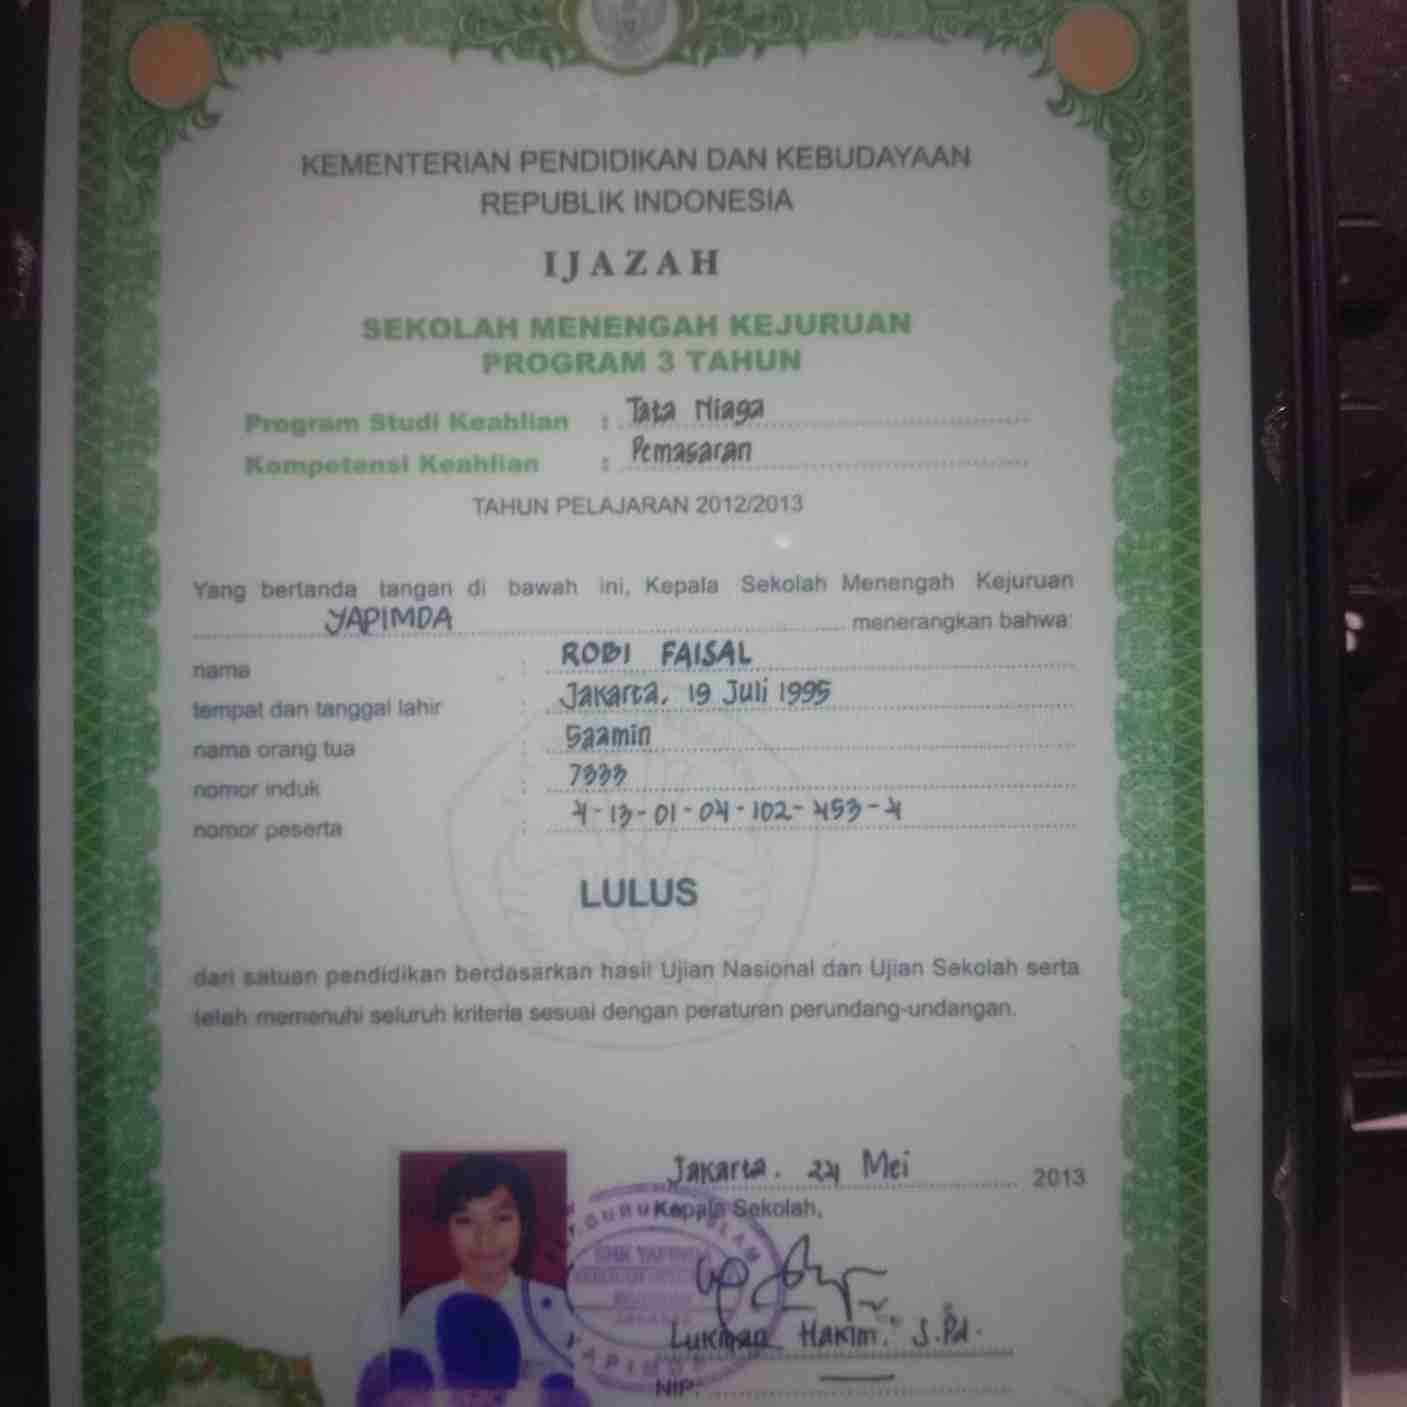 KEMENTERIAN PENDIDIKAN DAN KEBUDAYAAN
REPUBLIK INDONESIA
IJAZAH
SEKOLAH MENENGAH KEJURUAN
PROGRAM 3 TAHUN
Program Studi Keahlian : Tata Niaga
Kompetensi Keahlian : Pemasaran
TAHUN PELAJARAN 2012/2013
Yang bertanda tangan di bawah ini, Kepala Sekolah Menengah Kejuruan
YAPIMDA menerangkan bahwa:
nama : ROBI FAISAL
tempat dan tanggal lahir : Jakarta, 19 Juli 1995
nama orang tua : Saamin
nomor induk : 7333
nomor peserta : 4-13-01-04-102-453-4
LULUS
dari satuan pendidikan berdasarkan hasil Ujian Nasional dan Ujian Sekolah serta
telah memenuhi seluruh kriteria sesuai dengan peraturan perundang-undangan.
Jakarta, 24 Mei 2013
Kepala Sekolah,
SMK YAPIMDA
Lukman Hakim, S.Pd.
NIP.